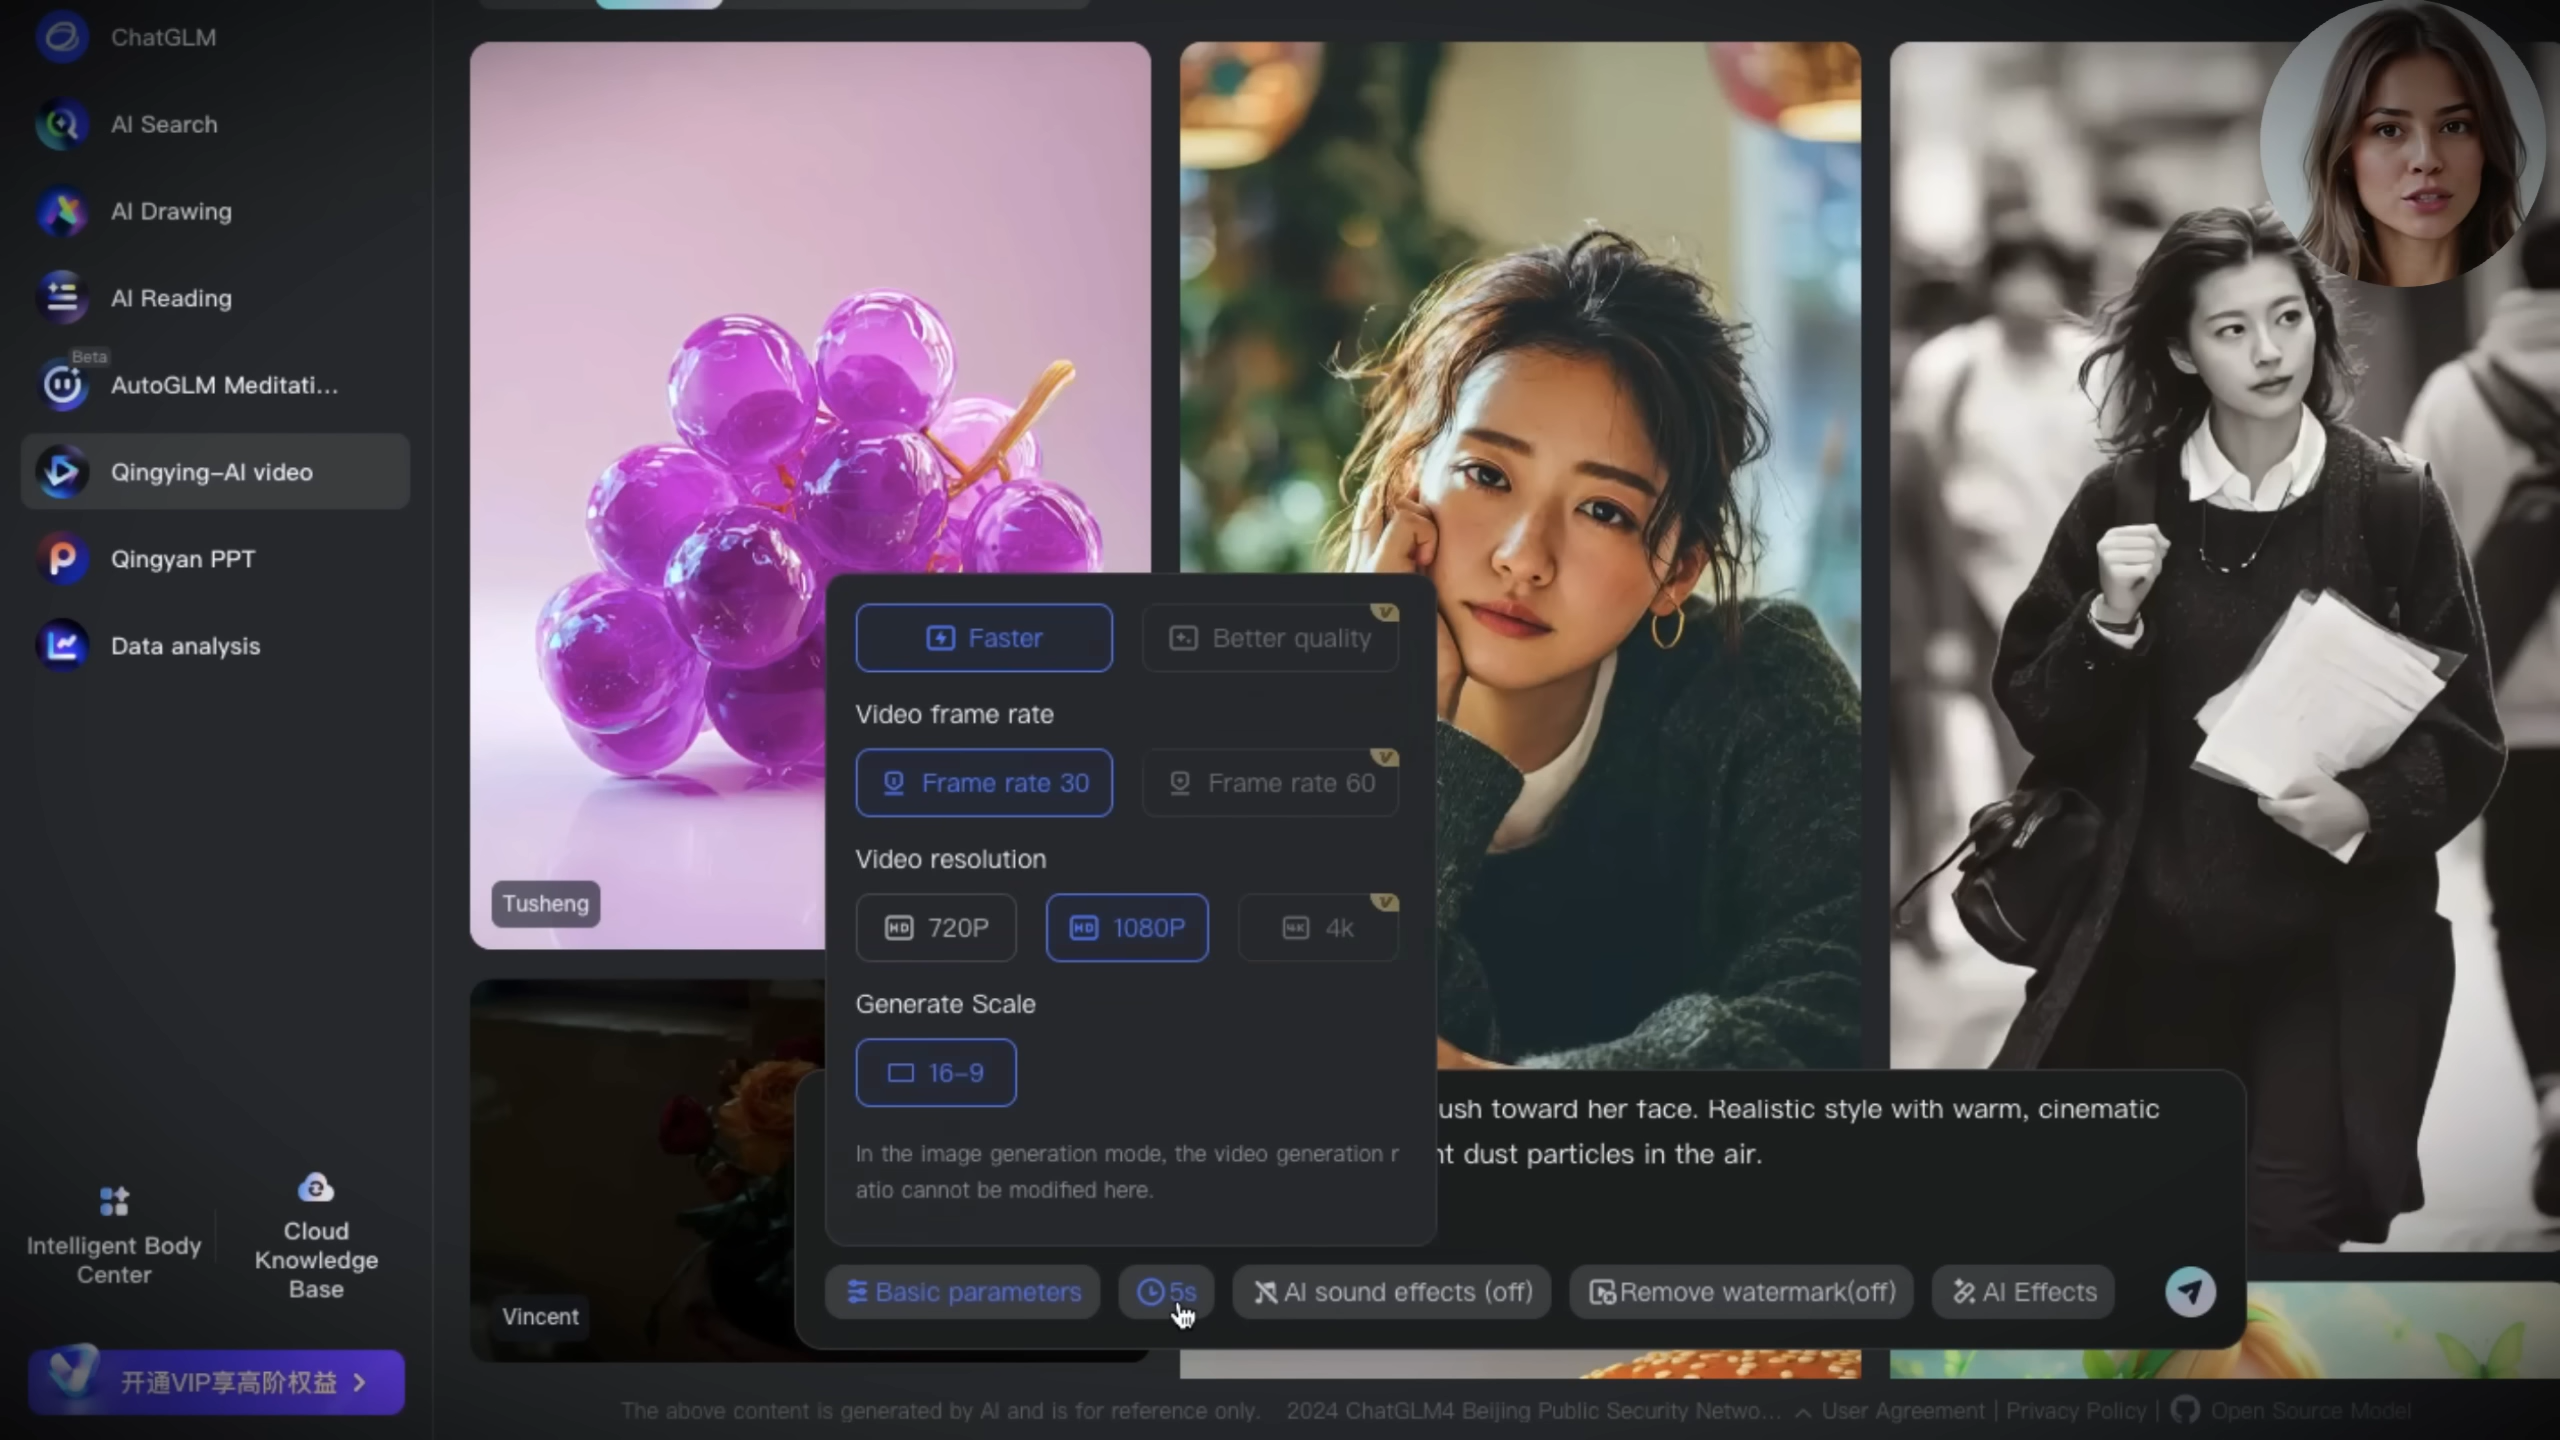 ChatGLM
AI Search
AI Drawing
AI Reading
Beta
AutoGLM Meditati...
Qingying-AI video
Qingyan PPT
Data analysis
Intelligent Body
Center
Cloud
Knowledge
Base
开通VIP享高阶权益
Tusheng
Vincent
Faster
Better quality
Video frame rate
Frame rate 30
Frame rate 60
Video resolution
HD 720P
HD 1080P
4K 4k
Generate Scale
16-9
In the image generation mode, the video generation r
atio cannot be modified here.
ush toward her face. Realistic style with warm, cinematic
nt dust particles in the air.
Basic parameters
5s
AI sound effects (off)
Remove watermark(off)
AI Effects
The above content is generated by AI and is for reference only.
2024 ChatGLM4 Beijing Public Security Netwo...
User Agreement | Privacy Policy |
Open Source Model